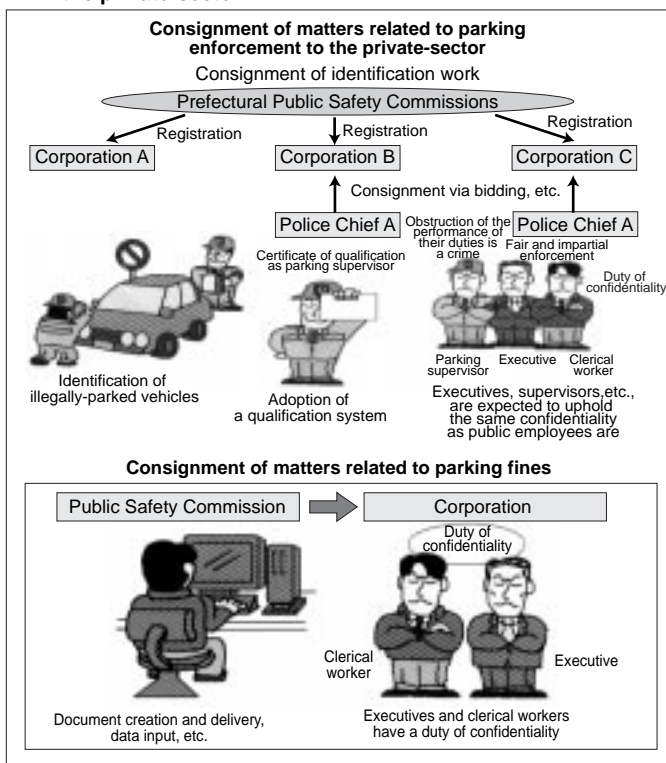 Consignment of matters related to parking
enforcement to the private-sector
Consignment of identification work
Prefectural Public Safety Commissions
Registration
Registration
Registration
Corporation A
Corporation B
Corporation C
Consignment via bidding, etc.
Police Chief A
Police Chief A
Certificate of qualification
as parking supervisor
Obstruction of the
performance of
their duties is
a crime
Fair and impartial
enforcement
Duty of
confidentiality
Identification of
illegally-parked vehicles
Adoption of
a qualification system
Parking
supervisor
Executive
Clerical
worker
Executives, supervisors,etc.,
are expected to uphold
the same confidentiality
as public employees are
Consignment of matters related to parking fines
Public Safety Commission
Corporation
Duty of
confidentiality
Clerical
worker
Executive
Document creation and delivery,
data input, etc.
Executives and clerical workers
have a duty of confidentiality